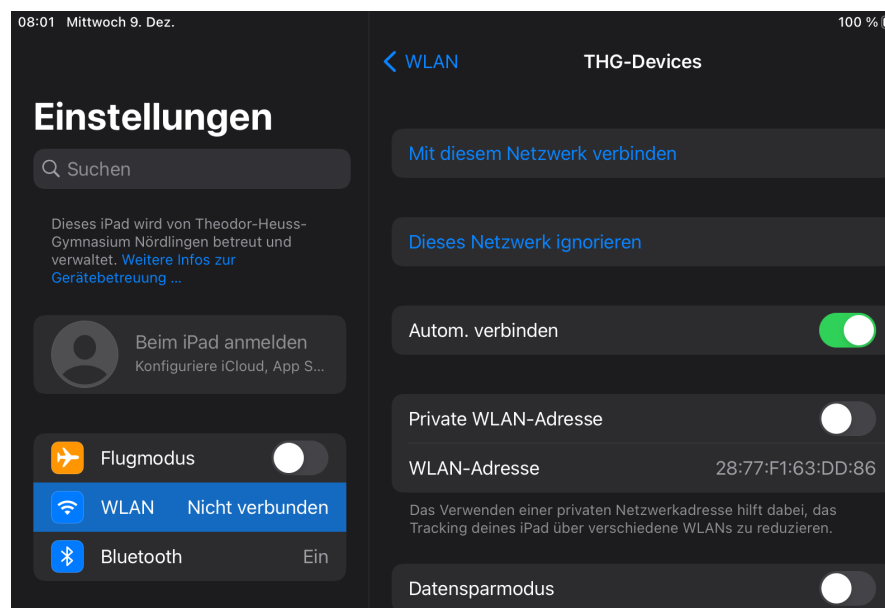 08:01 Mittwoch 9. Dez.
100 %
Einstellungen
Suchen
Dieses iPad wird von Theodor-Heuss-
Gymnasium Nördlingen betreut und
verwaltet. Weitere Infos zur
Gerätebetreuung ...
Beim iPad anmelden
Konfiguriere iCloud, App S...
Flugmodus
WLAN Nicht verbunden
Bluetooth Ein
WLAN
THG-Devices
Mit diesem Netzwerk verbinden
Dieses Netzwerk ignorieren
Autom. verbinden
Private WLAN-Adresse
WLAN-Adresse 28:77:F1:63:DD:86
Das Verwenden einer privaten Netzwerkadresse hilft dabei, das
Tracking deines iPad über verschiedene WLANs zu reduzieren.
Datensparmodus